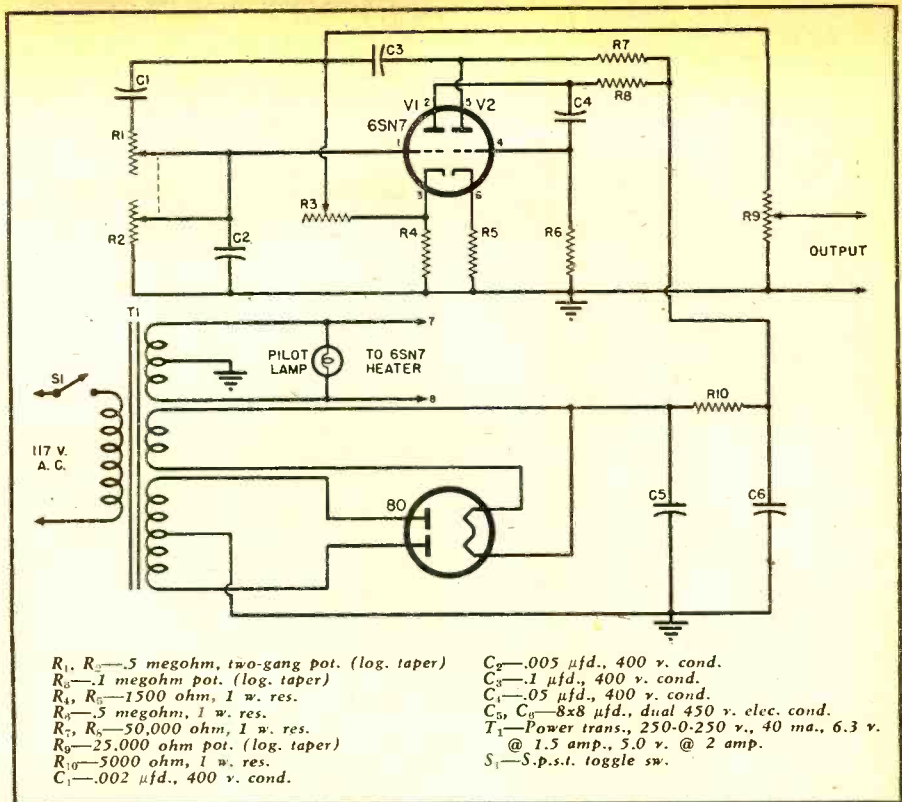 C3
R7
C1
R8
V1 2
5 V2
C4
6SN7
R1
1
4
3
6
R3
R9
R2
C2
R4
R5
R6
OUTPUT
T1
7
PILOT
LAMP
TO 6SN7
HEATER
S1
8
R10
117 V.
A. C.
80
C5
C6
R₁, R₂—.5 megohm, two-gang pot. (log. taper)
R₃—.1 megohm pot. (log. taper)
R₄, R₅—1500 ohm, 1 w. res.
R₆—.5 megohm, 1 w. res.
R₇, R₈—50,000 ohm, 1 w. res.
R₉—25,000 ohm pot. (log. taper)
R₁₀—5000 ohm, 1 w. res.
C₁—.002 μfd., 400 v. cond.
C₂—.005 μfd., 400 v. cond.
C₃—.1 μfd., 400 v. cond.
C₄—.05 μfd., 400 v. cond.
C₅, C₆—8x8 μfd., dual 450 v. elec. cond.
T₁—Power trans., 250-0-250 v., 40 ma., 6.3 v.
@ 1.5 amp., 5.0 v. @ 2 amp.
S₁—S.p.s.t. toggle sw.